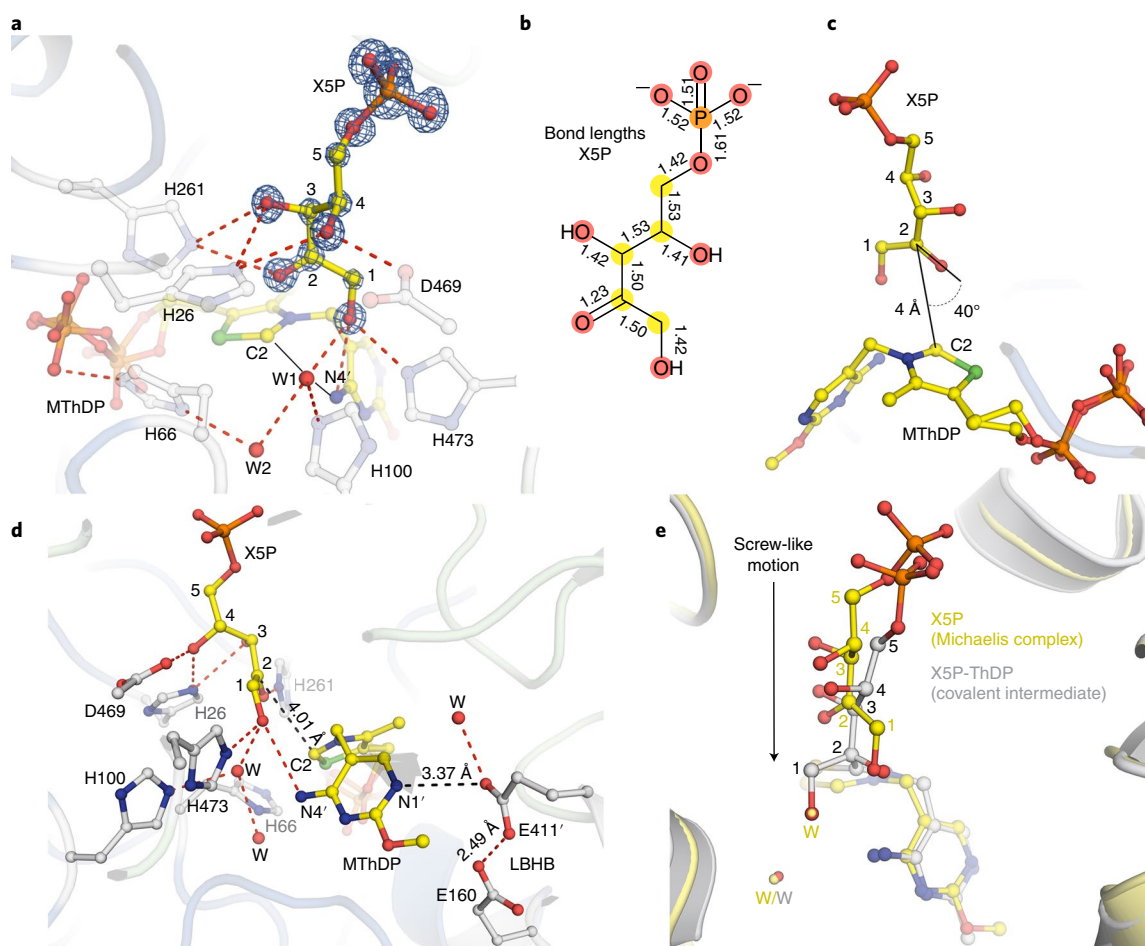 a
X5P
5
H261
3
4
2
1
D469
H26
C2
W1
N4′
MThDP
H66
W2
H473
H100
b
O
–
O
O
–
1.51
P
1.52
1.52
Bond lengths
X5P
1.61
O
1.42
1.53
HO
1.53
1.42
1.41
OH
1.50
1.23
O
1.50
1.42
OH
c
X5P
5
4
3
2
1
4 Å
40°
C2
MThDP
d
X5P
5
4
3
2
1
H261
D469
H26
4.01 Å
W
H100
C2
3.37 Å
H473
W
N4′
N1′
H66
E411′
W
2.49 Å
LBHB
MThDP
E160
e
Screw-like
motion
5
X5P
(Michaelis complex)
4
5
X5P-ThDP
(covalent intermediate)
3
4
3
2
1
2
1
W
W/W